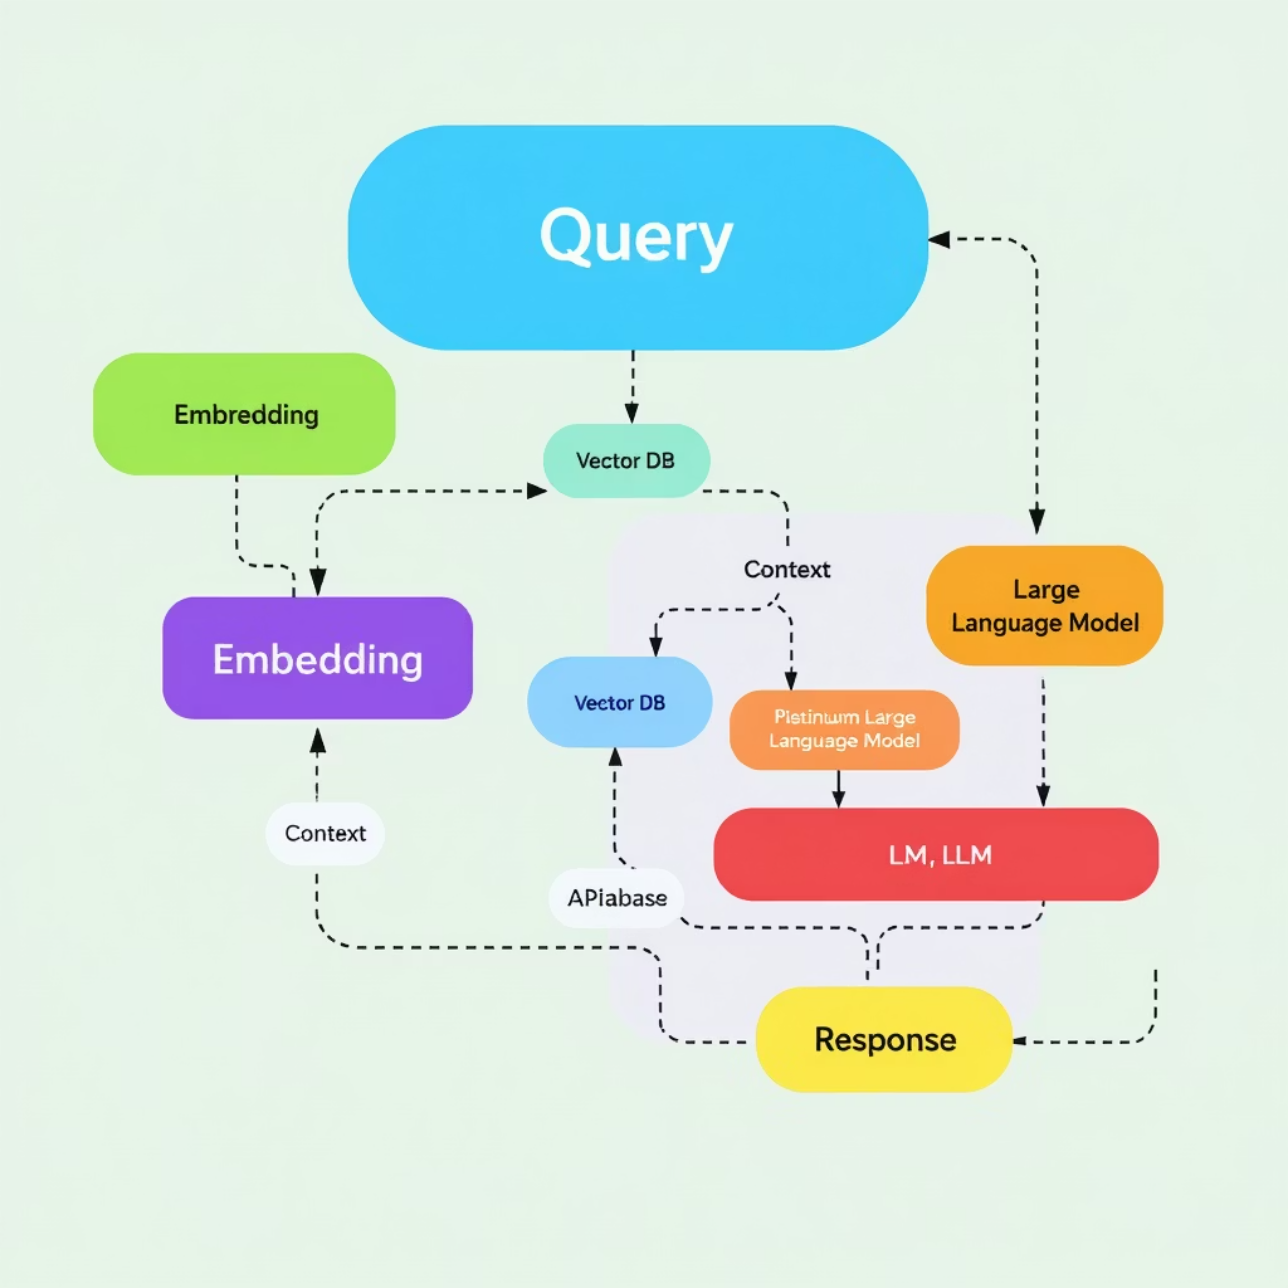 Query
Embredding
Vector DB
Context
Large
Language Model
Embedding
Vector DB
Pistinwm Large
Language Model
Context
LM, LLM
APiabase
Response